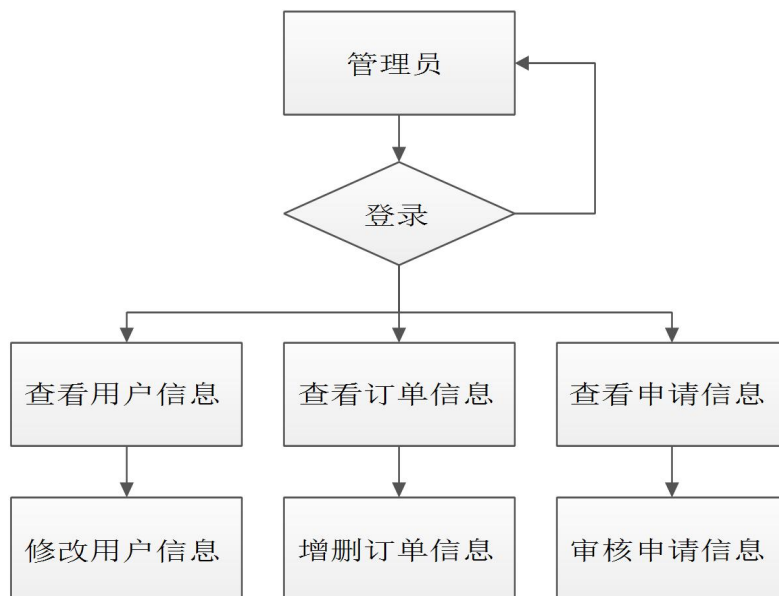 管理员
登录
查看用户信息
查看订单信息
查看申请信息
修改用户信息
增删订单信息
审核申请信息